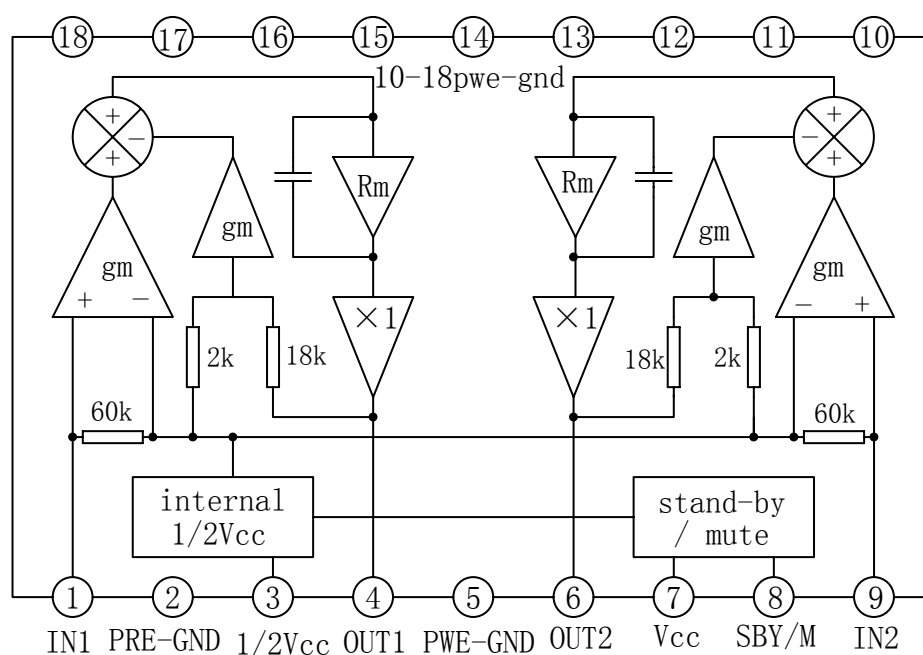 18 17 16 15 14 13 12 11 10
10-18pwe-gnd
+ − + + − +
Rm Rm
gm gm gm gm
+ − − +
×1 ×1
2k 18k 18k 2k
60k 60k
internal
1/2Vcc
stand-by
/ mute
1 2 3 4 5 6 7 8 9
IN1 PRE-GND 1/2Vcc OUT1 PWE-GND OUT2 Vcc SBY/M IN2